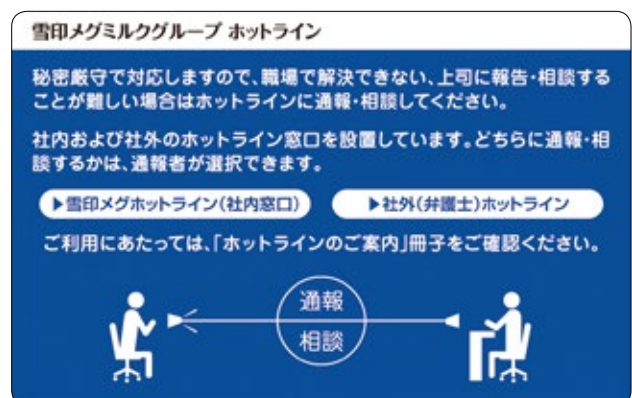 雪印メグミルクグループ ホットライン
秘密厳守で対応しますので、職場で解決できない、上司に報告・相談する
ことが難しい場合はホットラインに通報・相談してください。
社内および社外のホットライン窓口を設置しています。どちらに通報・相
談するかは、通報者が選択できます。
▶雪印メグホットライン(社内窓口)
▶社外(弁護士)ホットライン
ご利用にあたっては、「ホットラインのご案内」冊子をご確認ください。
通報
相談